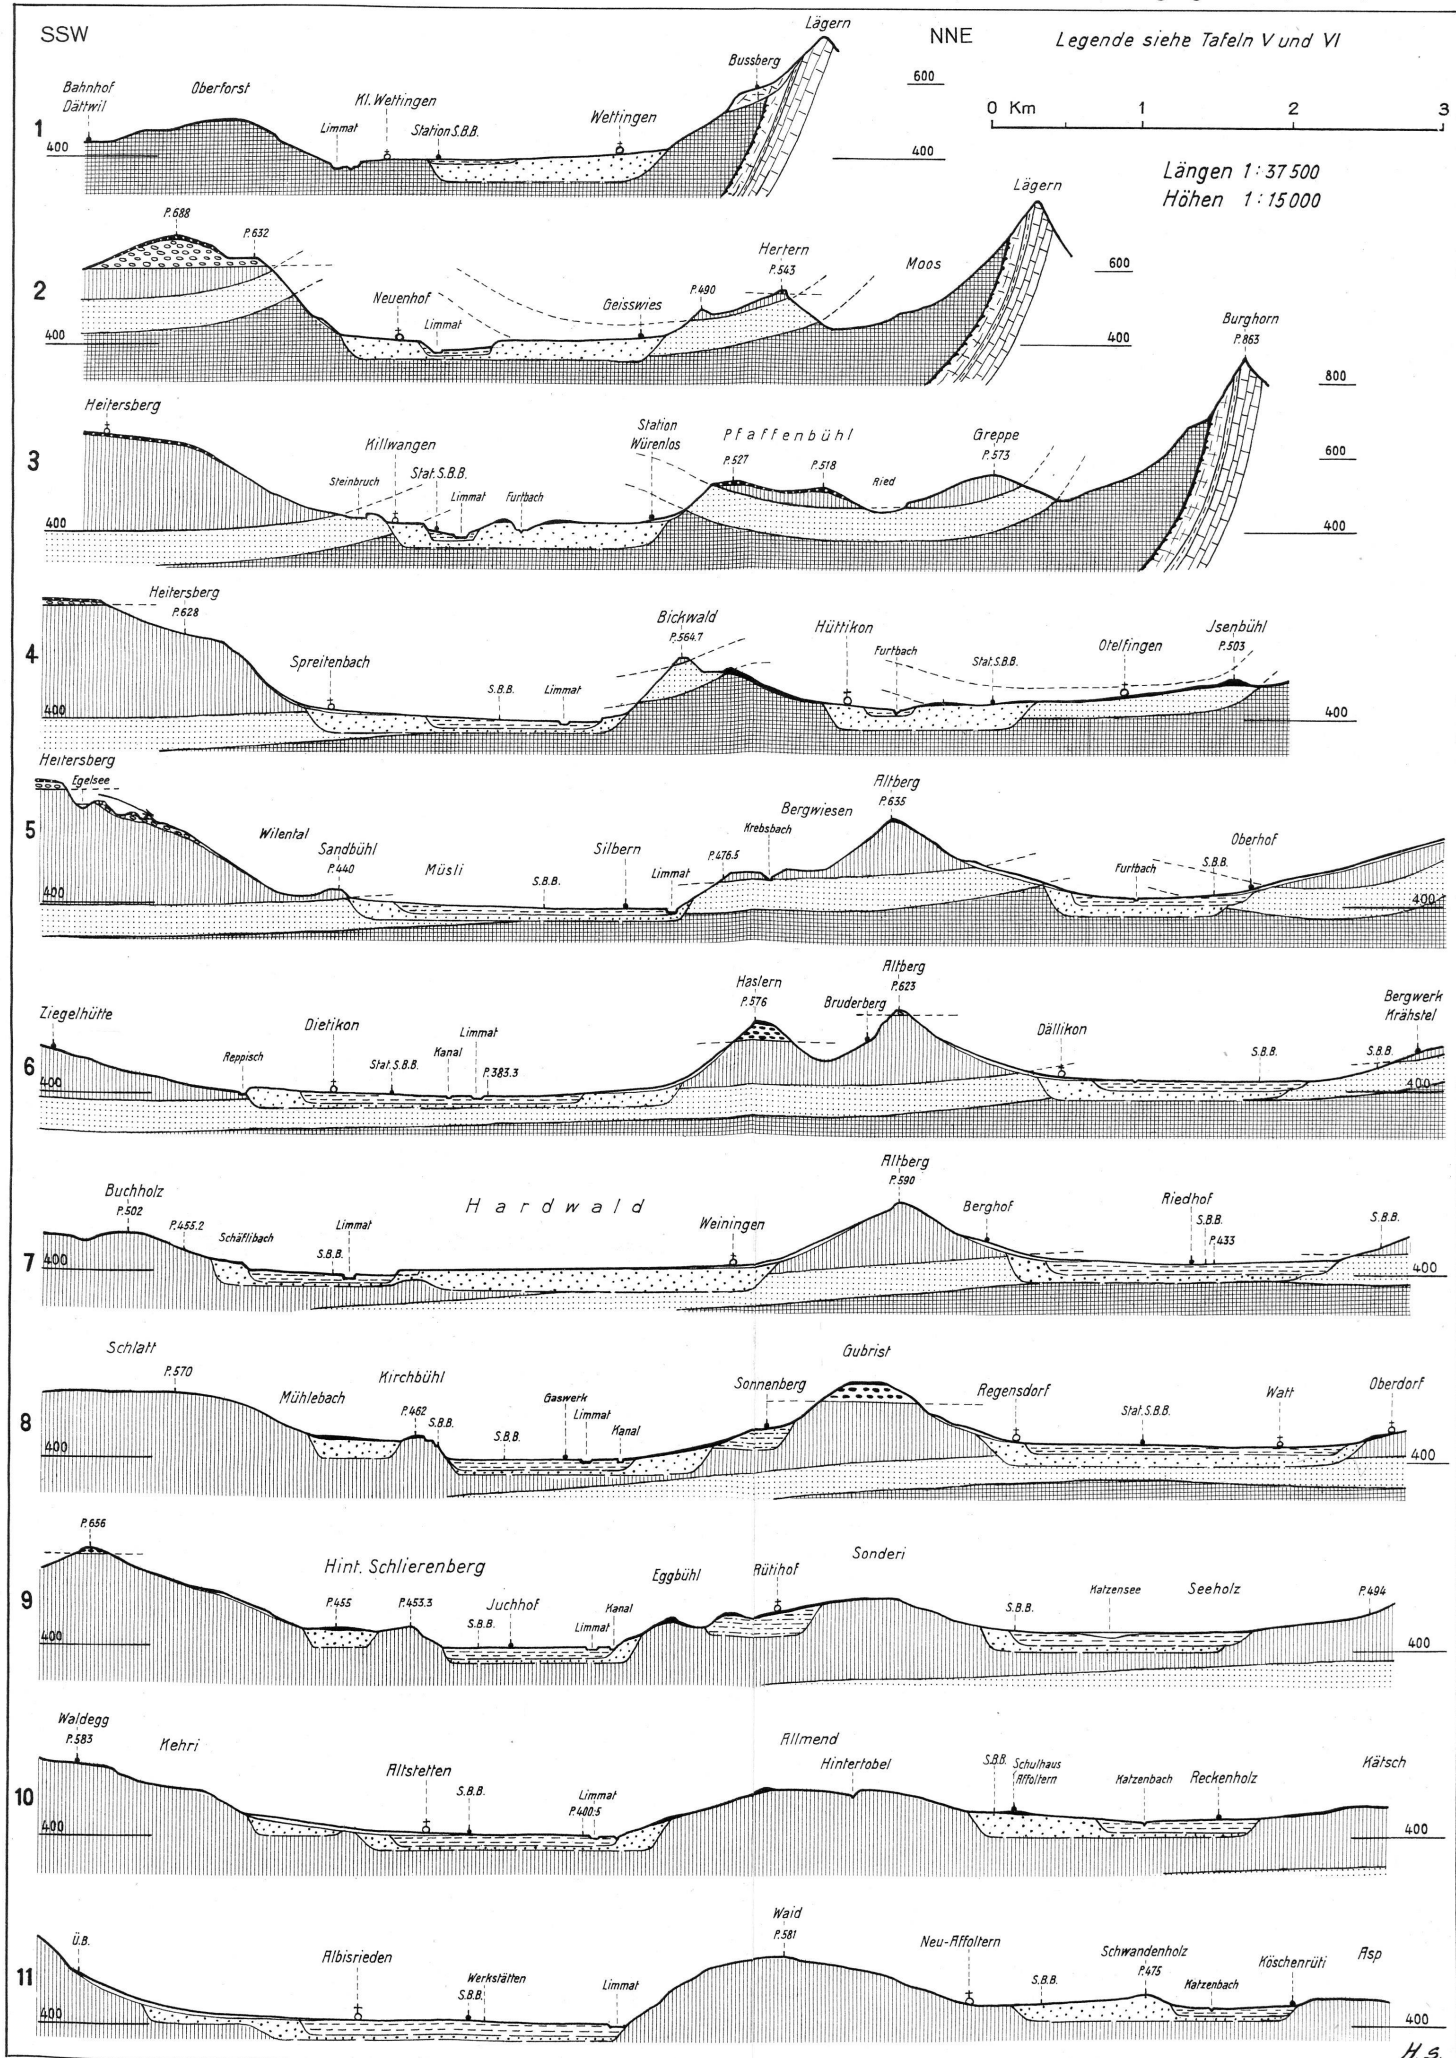 SSW
NNE
Legende siehe Tafeln V und VI
0 Km 1 2 3
Längen 1:37500
Höhen 1:15000
1
Bahnhof
Dättwil
Oberforst
Limmat
Kl. Wettingen
Station S.B.B.
Wettingen
Bussberg
Lägern
600
400
400
2
P.688
P.632
Neuenhof
Limmat
Geisswies
P.490
Hertern
P.543
Moos
Lägern
600
400
400
3
Heitersberg
Steinbruch
Killwangen
Stat. S.B.B.
Limmat
Furtbach
Station
Würenlos
Pfaffenbühl
P.527
P.518
Ried
Greppe
P.573
Burghorn
P.863
800
600
400
400
4
Heitersberg
P.628
Spreitenbach
S.B.B.
Limmat
Bickwald
P.564.7
Hüttikon
Furtbach
Stat. S.B.B.
Otelfingen
Jsenbühl
P.503
400
400
5
Heitersberg
Egelsee
Wilental
Sandbühl
P.440
Müsli
S.B.B.
Silbern
Limmat
P.476.5
Krebsbach
Bergwiesen
Altberg
P.635
Furtbach
S.B.B.
Oberhof
400
400
6
Ziegelhütte
Reppisch
Dietikon
Stat. S.B.B.
Kanal
Limmat
P.383.3
Haslern
P.576
Bruderberg
Altberg
P.623
Dällikon
S.B.B.
S.B.B.
Bergwerk
Krähstel
400
400
7
Buchholz
P.502
P.455.2
Schäflibach
S.B.B.
Limmat
Hardwald
Weiningen
Altberg
P.590
Berghof
Riedhof
S.B.B.
P.433
S.B.B.
400
400
8
Schlatt
P.570
Mühlebach
Kirchbühl
P.462
S.B.B.
S.B.B.
Gaswerk
Limmat
Kanal
Sonnenberg
Gubrist
Regensdorf
Stat. S.B.B.
Watt
Oberdorf
400
400
9
P.656
Hint. Schlierenberg
P.455
P.453.3
S.B.B.
Juchhof
Limmat
Kanal
Eggbühl
Rütihof
Sonderi
S.B.B.
Katzensee
Seeholz
P.494
400
400
10
Waldegg
P.583
Kehri
Altstetten
S.B.B.
Limmat
P.400.5
Allmend
Hintertobel
S.B.B.
Schulhaus
Affoltern
Katzenbach
Reckenholz
Kätsch
400
400
11
Ü.B.
Albisrieden
Werkstätten
S.B.B.
Limmat
Waid
P.581
Neu-Affoltern
S.B.B.
Schwandenholz
P.475
Katzenbach
Köschenrüti
Asp
400
400
H.S.